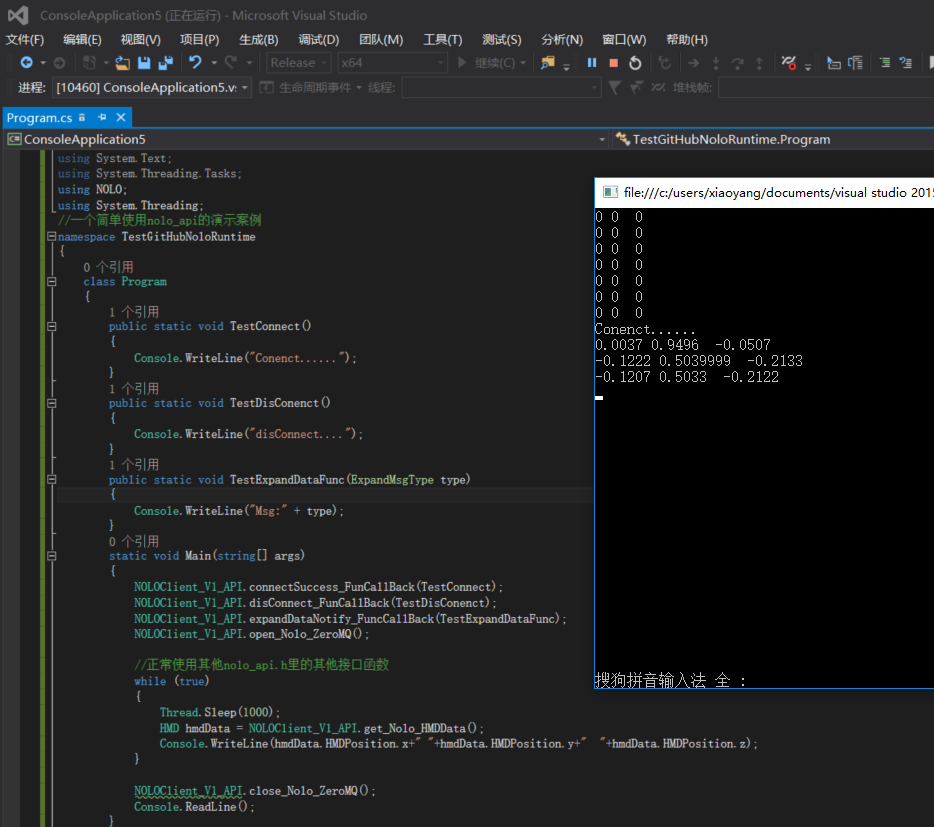 ConsoleApplication5 (正在运行) - Microsoft Visual Studio
文件(F) 编辑(E) 视图(V) 项目(P) 生成(B) 调试(D) 团队(M) 工具(T) 测试(S) 分析(N) 窗口(W) 帮助(H)
Release x64 继续(C)
进程: [10460] ConsoleApplication5.vs 生命周期事件 线程: 堆栈帧:
Program.cs
ConsoleApplication5 TestGitHubNoloRuntime.Program
using System.Text;
using System.Threading.Tasks;
using NOLO;
using System.Threading;
//一个简单使用nolo_api的演示案例
namespace TestGitHubNoloRuntime
{
0 个引用
class Program
{
1 个引用
public static void TestConnect()
{
Console.WriteLine("Conenct......");
}
1 个引用
public static void TestDisConenct()
{
Console.WriteLine("disConnect....");
}
1 个引用
public static void TestExpandDataFunc(ExpandMsgType type)
{
Console.WriteLine("Msg:" + type);
}
0 个引用
static void Main(string[] args)
{
NOLOClient_V1_API.connectSuccess_FunCallBack(TestConnect);
NOLOClient_V1_API.disConnect_FunCallBack(TestDisConenct);
NOLOClient_V1_API.expandDataNotify_FuncCallBack(TestExpandDataFunc);
NOLOClient_V1_API.open_Nolo_ZeroMQ();
//正常使用其他nolo_api.h里的其他接口函数
while (true)
{
Thread.Sleep(1000);
HMD hmdData = NOLOClient_V1_API.get_Nolo_HMDData();
Console.WriteLine(hmdData.HMDPosition.x+" "+hmdData.HMDPosition.y+"  "+hmdData.HMDPosition.z);
}
NOLOClient_V1_API.close_Nolo_ZeroMQ();
Console.ReadLine();
}
file:///c:/users/xiaoyang/documents/visual studio 2015
0 0  0
0 0  0
0 0  0
0 0  0
0 0  0
0 0  0
0 0  0
Conenct......
0.0037 0.9496  -0.0507
-0.1222 0.5039999  -0.2133
-0.1207 0.5033  -0.2122
搜狗拼音输入法 全 :